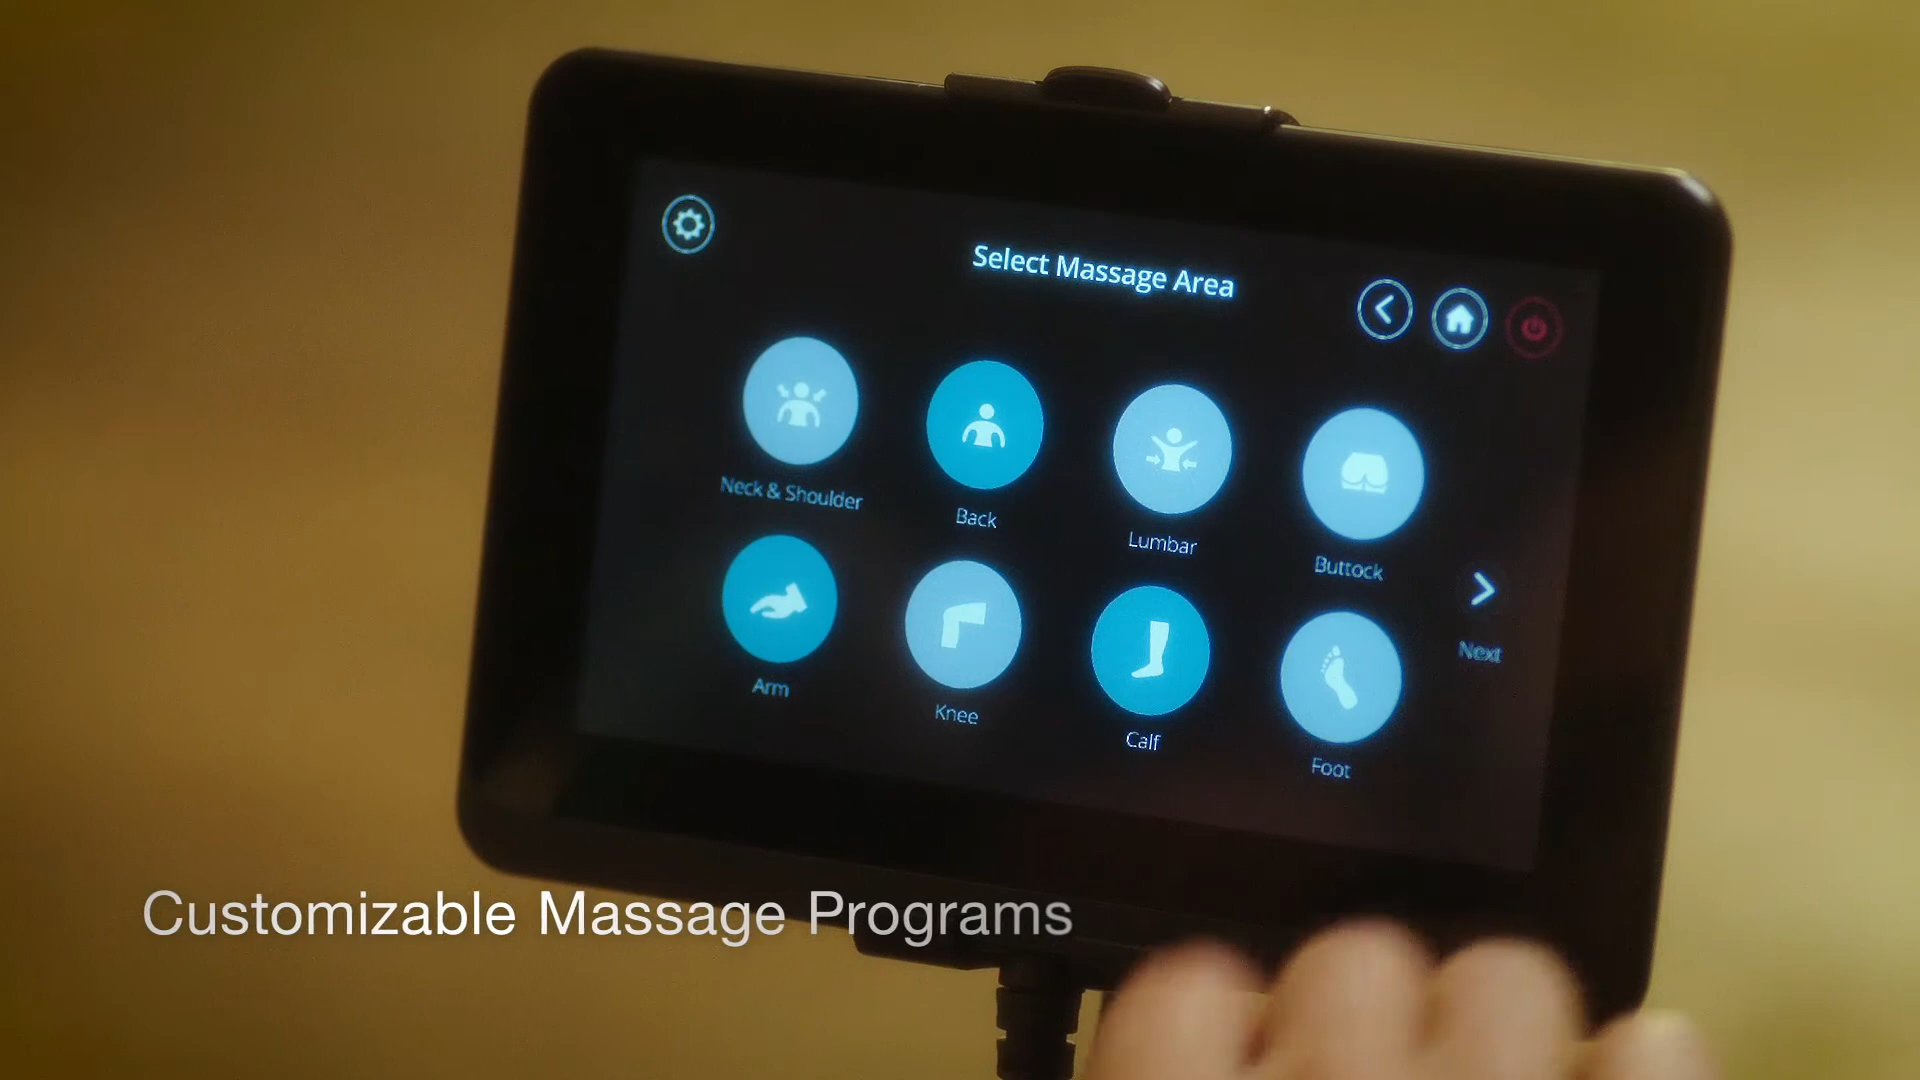 Select Massage Area
Neck & Shoulder
Back
Lumbar
Buttock
Arm
Knee
Calf
Foot
Next
Customizable Massage Programs